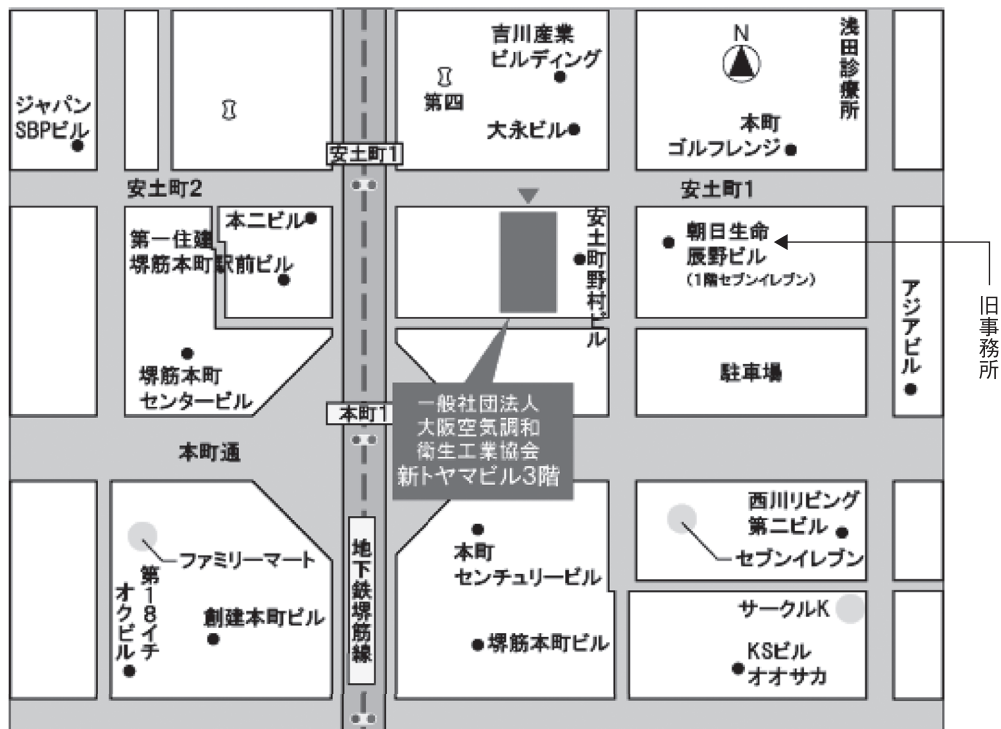 吉川産業
ビルディング
第四
大永ビル
N
浅田診療所
本町
ゴルフレンジ
ジャパン
SBPビル
安土町1
安土町2
安土町1
本二ビル
第一住建
堺筋本町駅前ビル
安土町野村ビル
朝日生命
辰野ビル
(1階セブンイレブン)
旧事務所
アジアビル
堺筋本町
センタービル
駐車場
本町1
一般社団法人
大阪空気調和
衛生工業協会
新トヤマビル3階
本町通
地下鉄堺筋線
ファミリーマート
第18イチ
オクビル
創建本町ビル
本町
センチュリービル
堺筋本町ビル
西川リビング
第二ビル
セブンイレブン
サークルK
KSビル
オオサカ